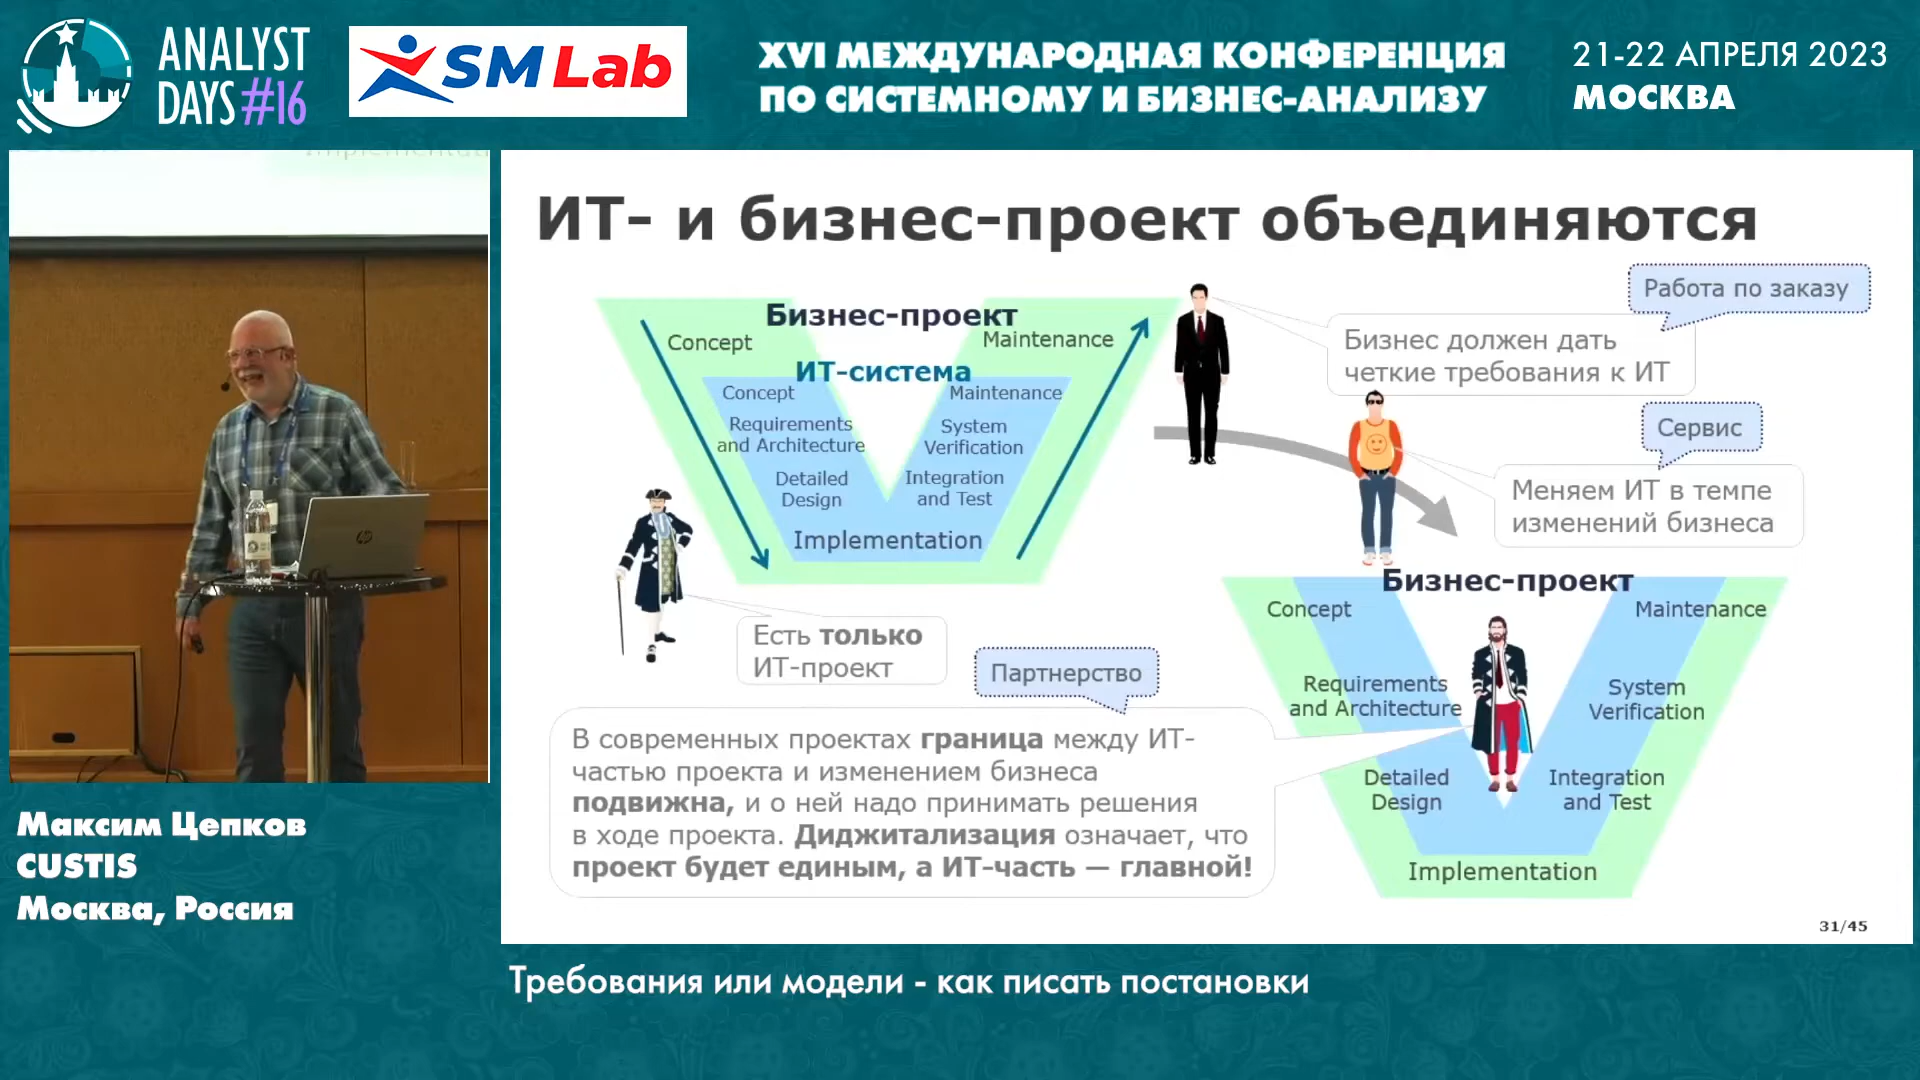 ANALYST
DAYS #16
SM Lab
XVI МЕЖДУНАРОДНАЯ КОНФЕРЕНЦИЯ
ПО СИСТЕМНОМУ И БИЗНЕС-АНАЛИЗУ
21-22 АПРЕЛЯ 2023
МОСКВА
ИТ- и бизнес-проект объединяются
Бизнес-проект
Concept
Maintenance
ИТ-система
Concept
Maintenance
Requirements
and Architecture
System
Verification
Detailed
Design
Integration
and Test
Implementation
Работа по заказу
Бизнес должен дать
четкие требования к ИТ
Сервис
Меняем ИТ в темпе
изменений бизнеса
Есть только
ИТ-проект
Партнерство
В современных проектах граница между ИТ-
частью проекта и изменением бизнеса
подвижна, и о ней надо принимать решения
в ходе проекта. Диджитализация означает, что
проект будет единым, а ИТ-часть — главной!
Бизнес-проект
Concept
Maintenance
Requirements
and Architecture
System
Verification
Detailed
Design
Integration
and Test
Implementation
31/45
hp
Максим Цепков
CUSTIS
Москва, Россия
Требования или модели - как писать постановки